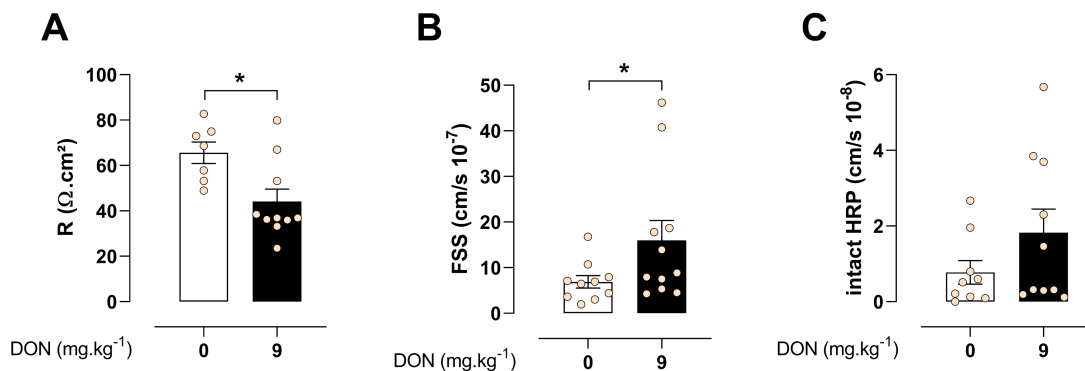 A
R (Ω.cm²)
100
80
60
40
20
0
*
DON (mg.kg⁻¹)
0 9
B
FSS (cm/s 10⁻⁷)
50
40
30
20
10
0
*
DON (mg.kg⁻¹)
0 9
C
intact HRP (cm/s 10⁻⁸)
6
4
2
0
DON (mg.kg⁻¹)
0 9